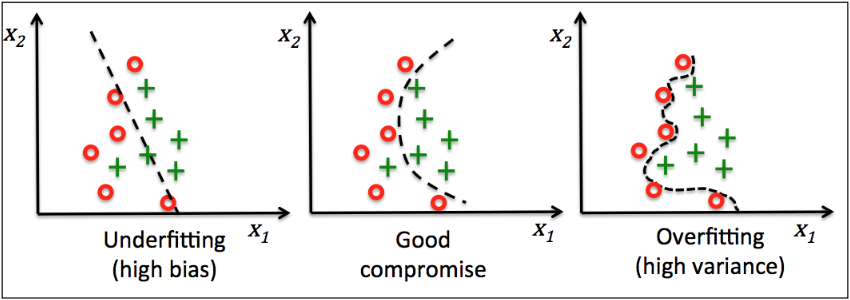 x2
x1
Underfitting
(high bias)
x2
x1
Good
compromise
x2
x1
Overfitting
(high variance)